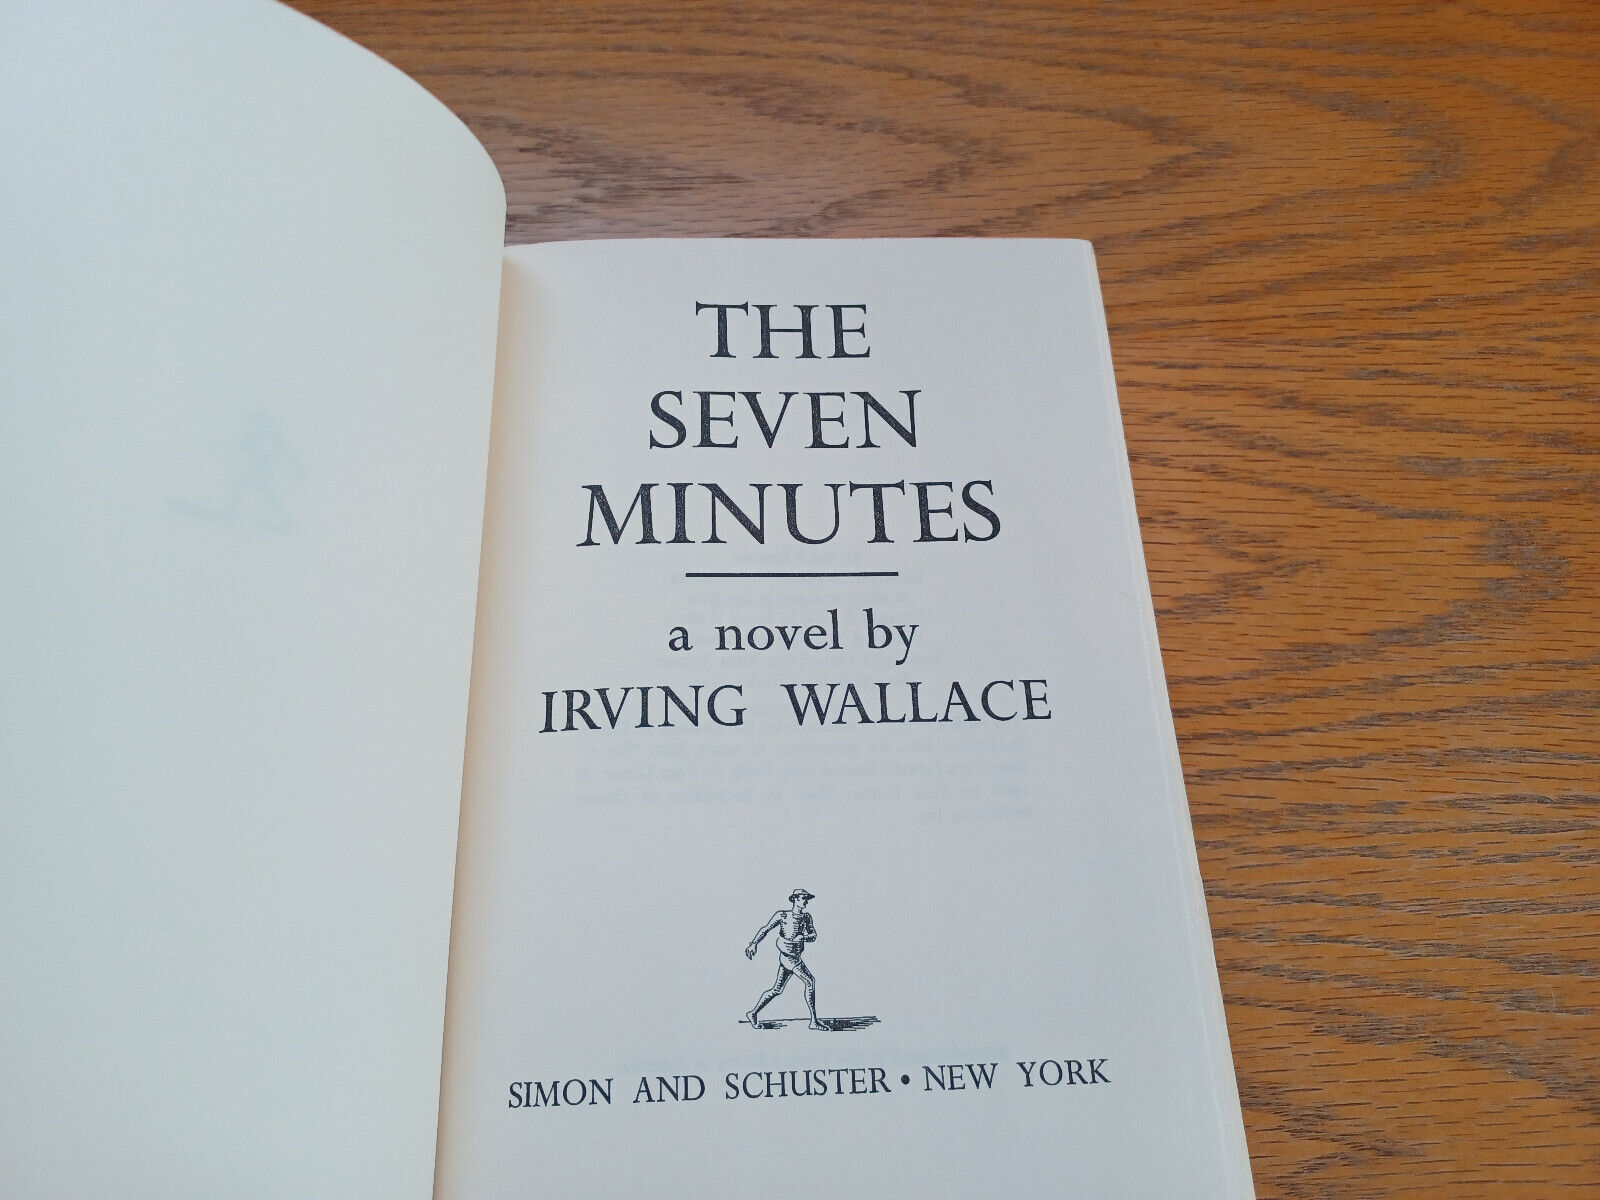 THE
SEVEN
MINUTES
a novel by
IRVING WALLACE
SIMON AND SCHUSTER • NEW YORK